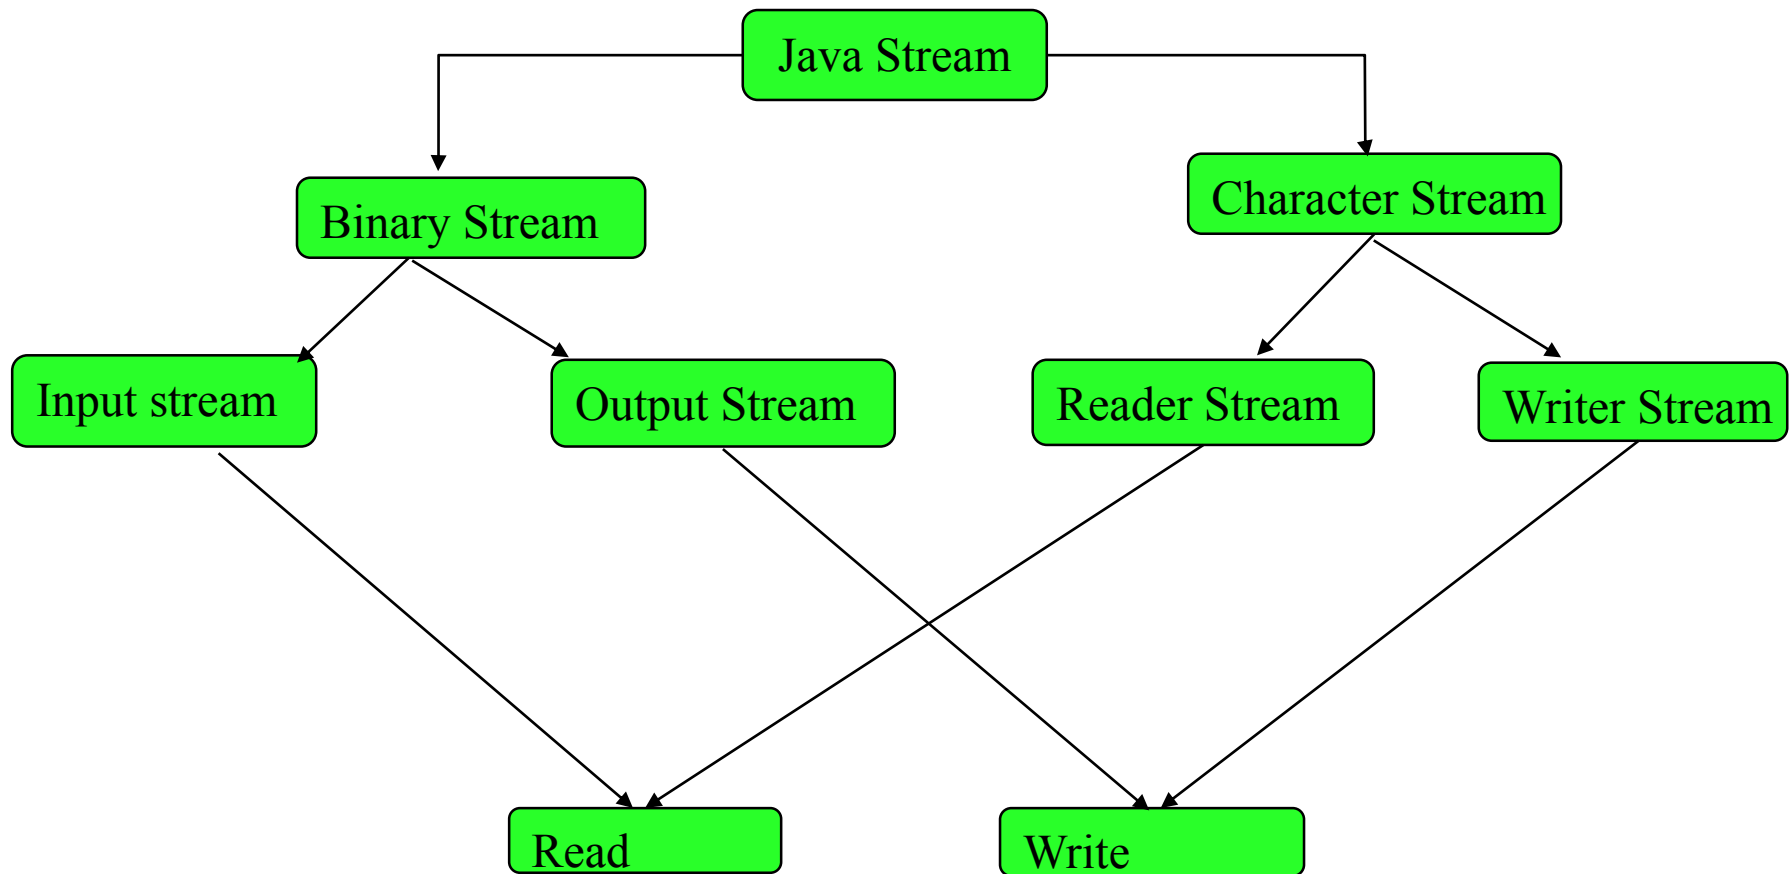 Java Stream
Binary Stream
Character Stream
Input stream
Output Stream
Reader Stream
Writer Stream
Read
Write